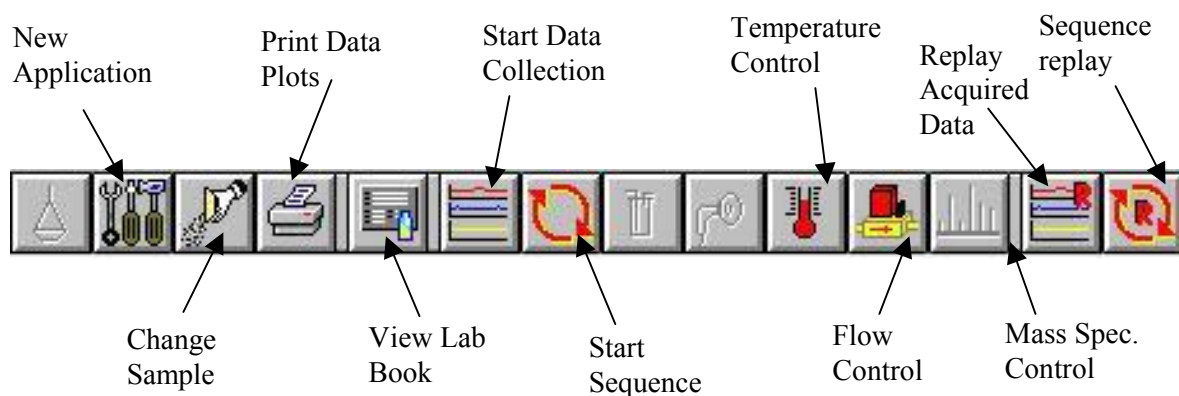 New
Application
Print Data
Plots
Start Data
Collection
Temperature
Control
Replay
Acquired
Data
Sequence
replay
R
R
Change
Sample
View Lab
Book
Start
Sequence
Flow
Control
Mass Spec.
Control